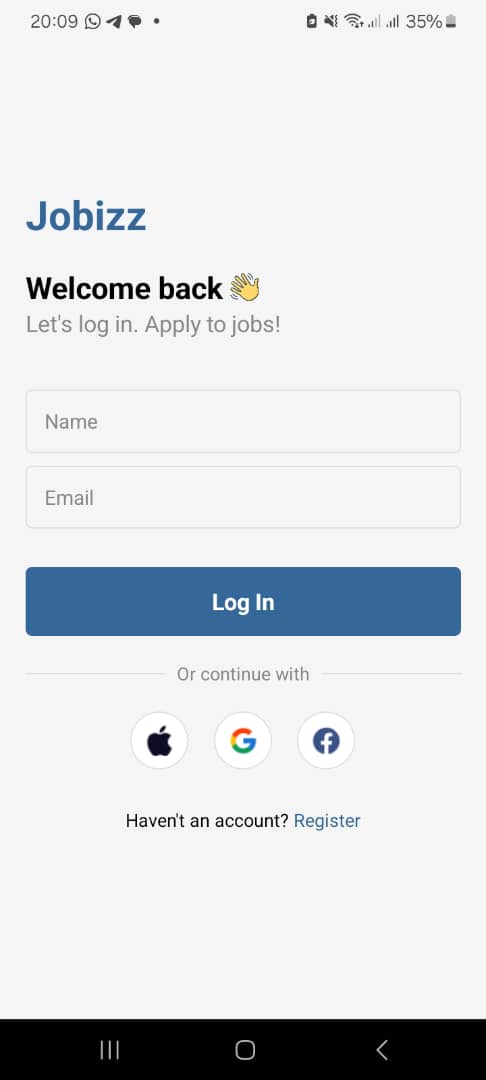 20:09 35%
Jobizz
Welcome back 👋
Let's log in. Apply to jobs!
Name
Email
Log In
Or continue with
Haven't an account? Register